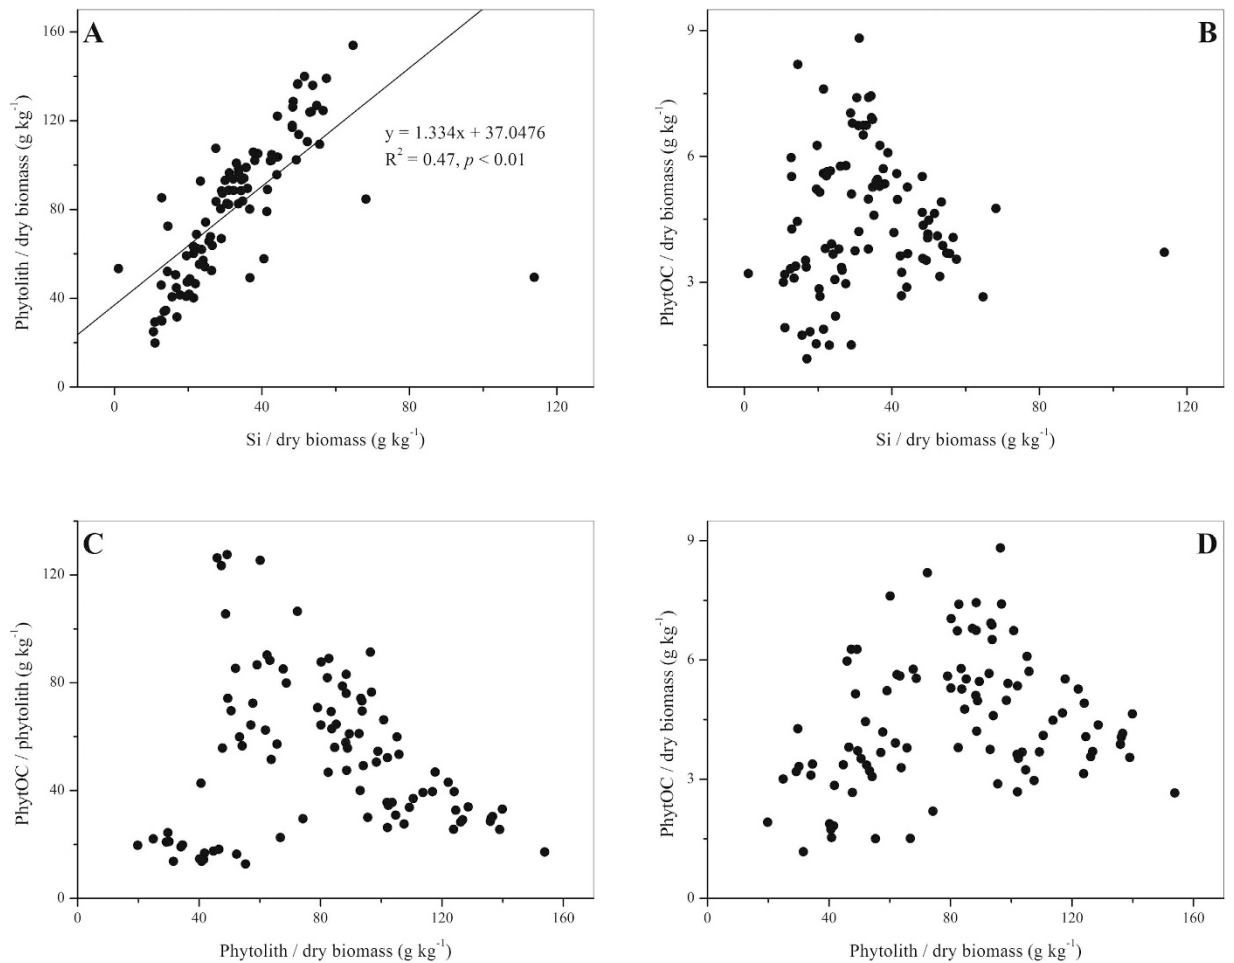 A
160
120
80
40
0
Phytolith / dry biomass (g kg⁻¹)
y = 1.334x + 37.0476
R² = 0.47, p < 0.01
0
40
80
120
Si / dry biomass (g kg⁻¹)
B
9
6
3
PhytOC / dry biomass (g kg⁻¹)
0
40
80
120
Si / dry biomass (g kg⁻¹)
C
120
80
40
0
PhytOC / phytolith (g kg⁻¹)
0
40
80
120
160
Phytolith / dry biomass (g kg⁻¹)
D
9
6
3
0
PhytOC / dry biomass (g kg⁻¹)
0
40
80
120
160
Phytolith / dry biomass (g kg⁻¹)